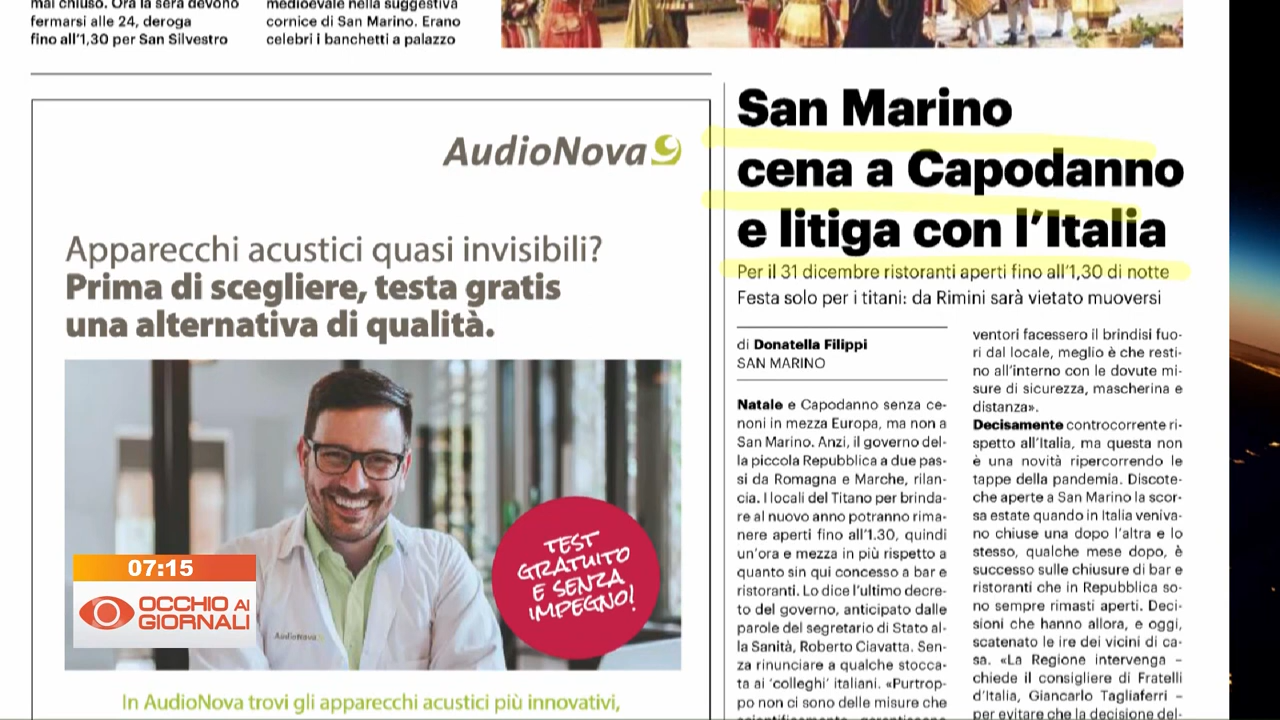 mai chiuso. Ora la sera devono
fermarsi alle 24, deroga
fino all'1,30 per San Silvestro
medioevale nella suggestiva
cornice di San Marino. Erano
celebri i banchetti a palazzo
AudioNova
Apparecchi acustici quasi invisibili?
Prima di scegliere, testa gratis
una alternativa di qualità.
TEST
GRATUITO
E SENZA
IMPEGNO!
AudioNova
07:15
OCCHIO AI
GIORNALI
In AudioNova trovi gli apparecchi acustici più innovativi,
San Marino
cena a Capodanno
e litiga con l'Italia
Per il 31 dicembre ristoranti aperti fino all'1,30 di notte
Festa solo per i titani: da Rimini sarà vietato muoversi
di Donatella Filippi
SAN MARINO
Natale e Capodanno senza ce-
noni in mezza Europa, ma non a
San Marino. Anzi, il governo del-
la piccola Repubblica a due pas-
si da Romagna e Marche, rilan-
cia. I locali del Titano per brinda-
re al nuovo anno potranno rima-
nere aperti fino all'1.30, quindi
un'ora e mezza in più rispetto a
quanto sin qui concesso a bar e
ristoranti. Lo dice l'ultimo decre-
to del governo, anticipato dalle
parole del segretario di Stato al-
la Sanità, Roberto Ciavatta. Sen-
za rinunciare a qualche stocca-
ta ai 'colleghi' italiani. «Purtrop-
po non ci sono delle misure che
scientificamente garantiscono
ventori facessero il brindisi fuo-
ri dal locale, meglio è che resti-
no all'interno con le dovute mi-
sure di sicurezza, mascherina e
distanza».
Decisamente controcorrente ri-
spetto all'Italia, ma questa non
è una novità ripercorrendo le
tappe della pandemia. Discote-
che aperte a San Marino la scor-
sa estate quando in Italia veniva-
no chiuse una dopo l'altra e lo
stesso, qualche mese dopo, è
successo sulle chiusure di bar e
ristoranti che in Repubblica so-
no sempre rimasti aperti. Deci-
sioni che hanno allora, e oggi,
scatenato le ire dei vicini di ca-
sa. «La Regione intervenga –
chiede il consigliere di Fratelli
d'Italia, Giancarlo Tagliaferri –
per evitare che la decisione del-